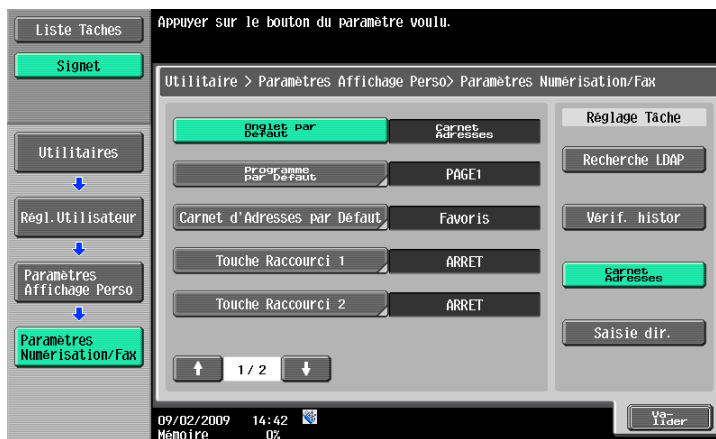 Liste Tâches
Signet
Utilitaires
Régl.Utilisateur
Paramètres
Affichage Perso
Paramètres
Numérisation/Fax
Appuyer sur le bouton du paramètre voulu.
Utilitaire > Paramètres Affichage Perso> Paramètres Numérisation/Fax
Onglet par
Défaut
Carnet
Adresses
Programme
par Défaut
PAGE1
Carnet d'Adresses par Défaut
Favoris
Touche Raccourci 1
ARRET
Touche Raccourci 2
ARRET
1/ 2
Réglage Tâche
Recherche LDAP
Vérif. histor
Carnet
Adresses
Saisie dir.
09/02/2009 14:42
Mémoire 0%
Va-
lider